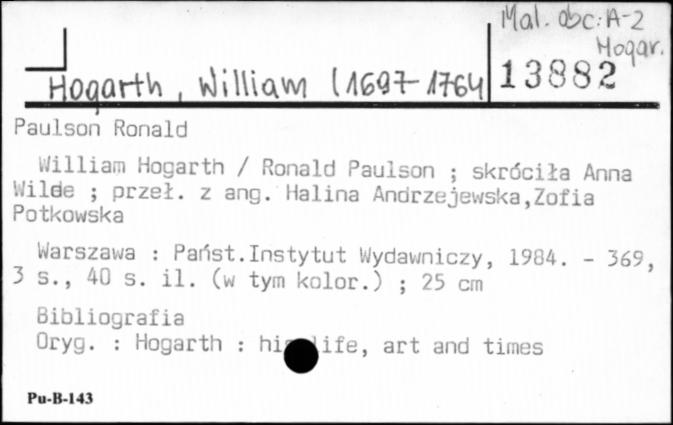 Mal. abc: A-2
Hogar.
Hogarth, William (1697-1764
13882
Paulson Ronald
William Hogarth / Ronald Paulson ; skróciła Anna
Wilde ; przeł. z ang. Halina Andrzejewska,Zofia
Potkowska
Warszawa : Państ.Instytut Wydawniczy, 1984. - 369,
3 s., 40 s. il. (w tym kolor.) ; 25 cm
Bibliografia
Oryg. : Hogarth : his life, art and times
Pu-B-143